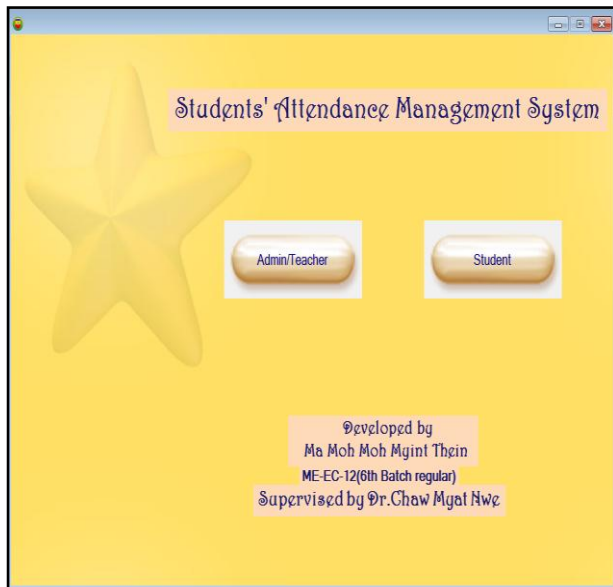 Students' Attendance Management System
Admin/Teacher
Student
Developed by
Ma Moh Moh Myint Thein
ME-EC-12(6th Batch regular)
Supervised by Dr.Chaw Myat Nwe